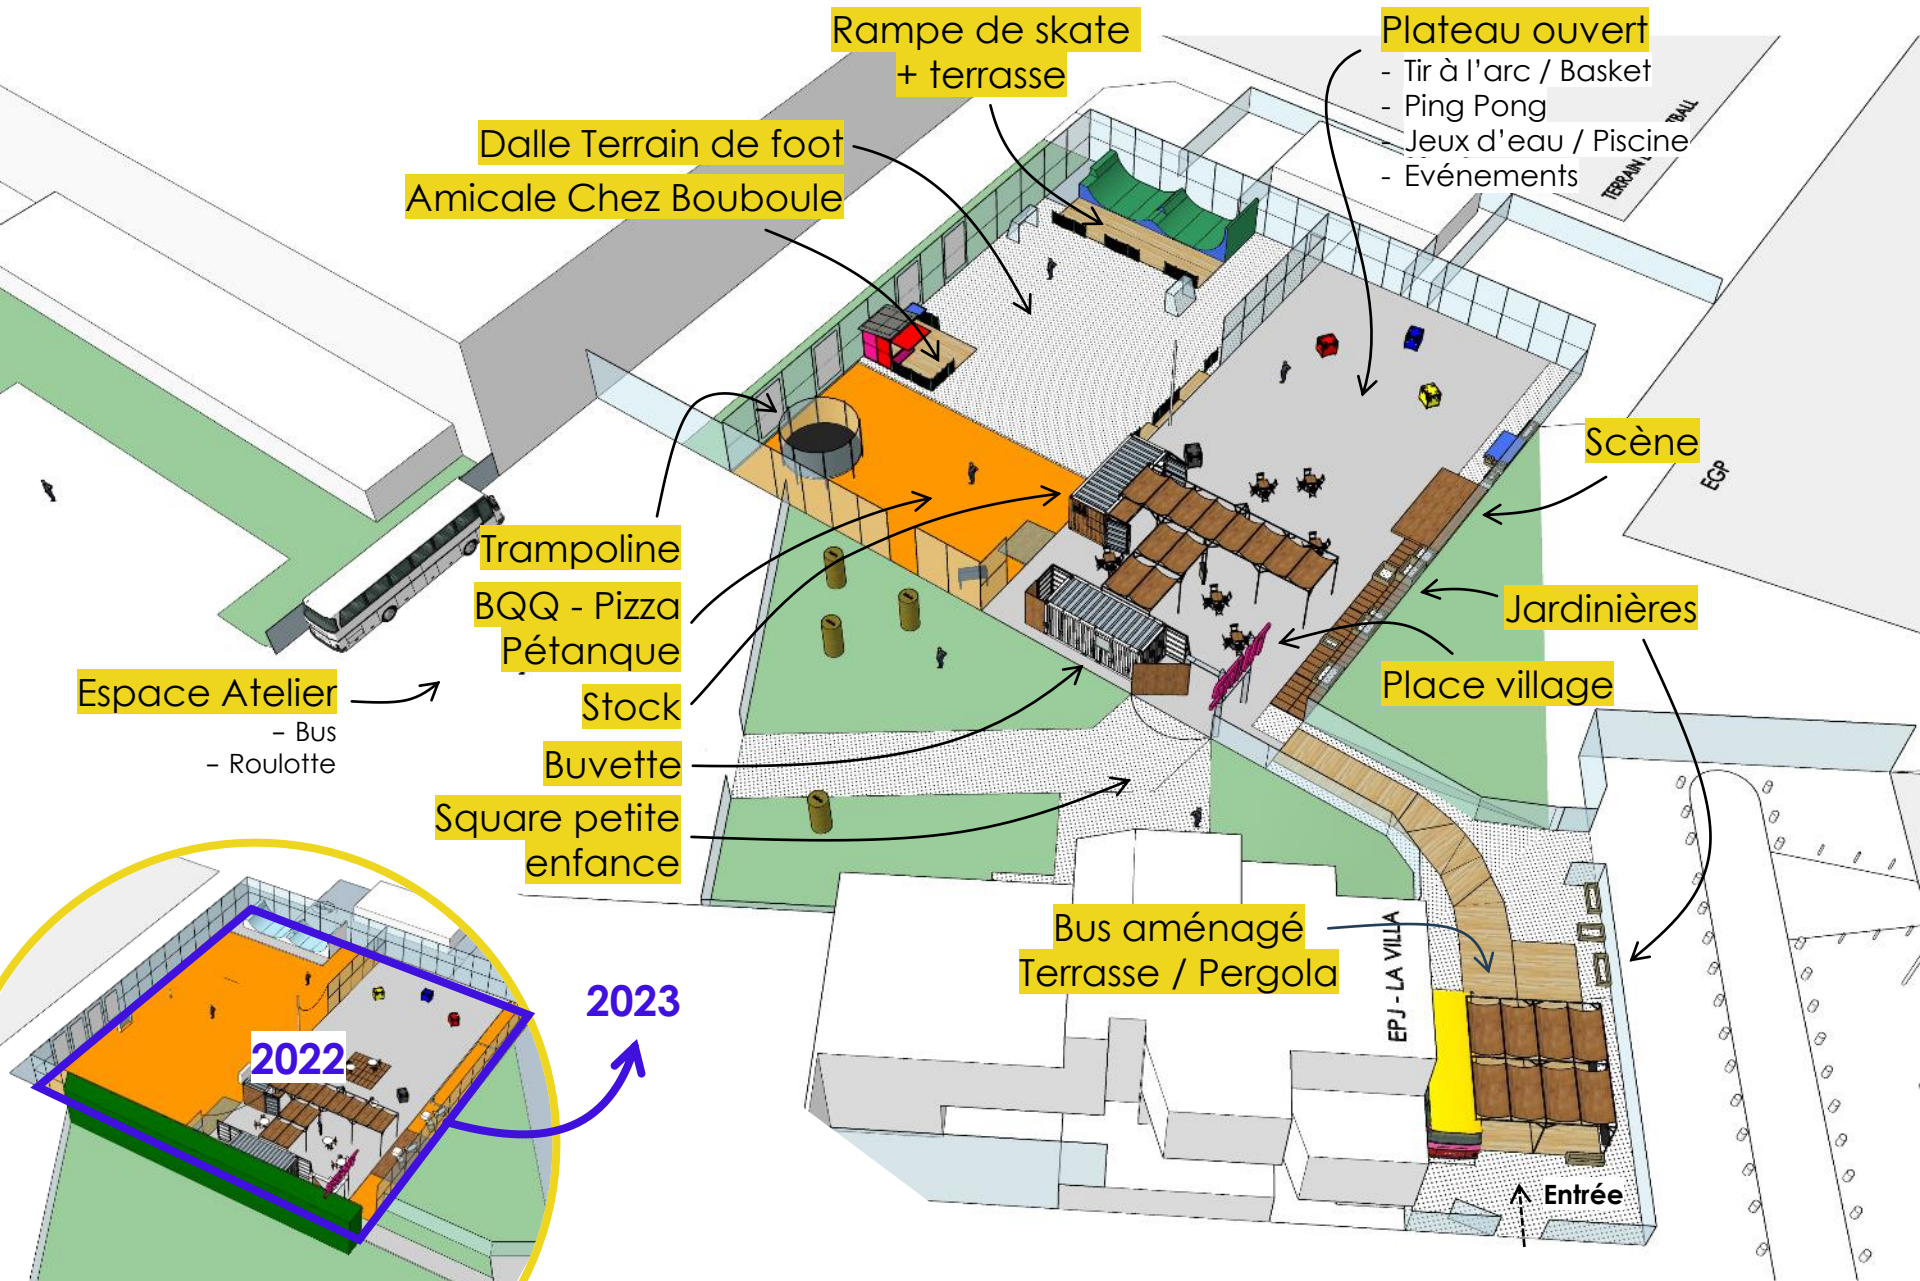 Rampe de skate
+ terrasse
Plateau ouvert
- Tir à l'arc / Basket
- Ping Pong
- Jeux d'eau / Piscine
- Evénements
Dalle Terrain de foot
Amicale Chez Bouboule
TERRAIN
Scène
EGP
Trampoline
BQQ - Pizza
Pétanque
Jardinières
Espace Atelier
- Bus
- Roulotte
Stock
Place village
Buvette
Square petite
enfance
Bus aménagé
Terrasse / Pergola
EPJ - LA VILLA
2023
2022
Entrée